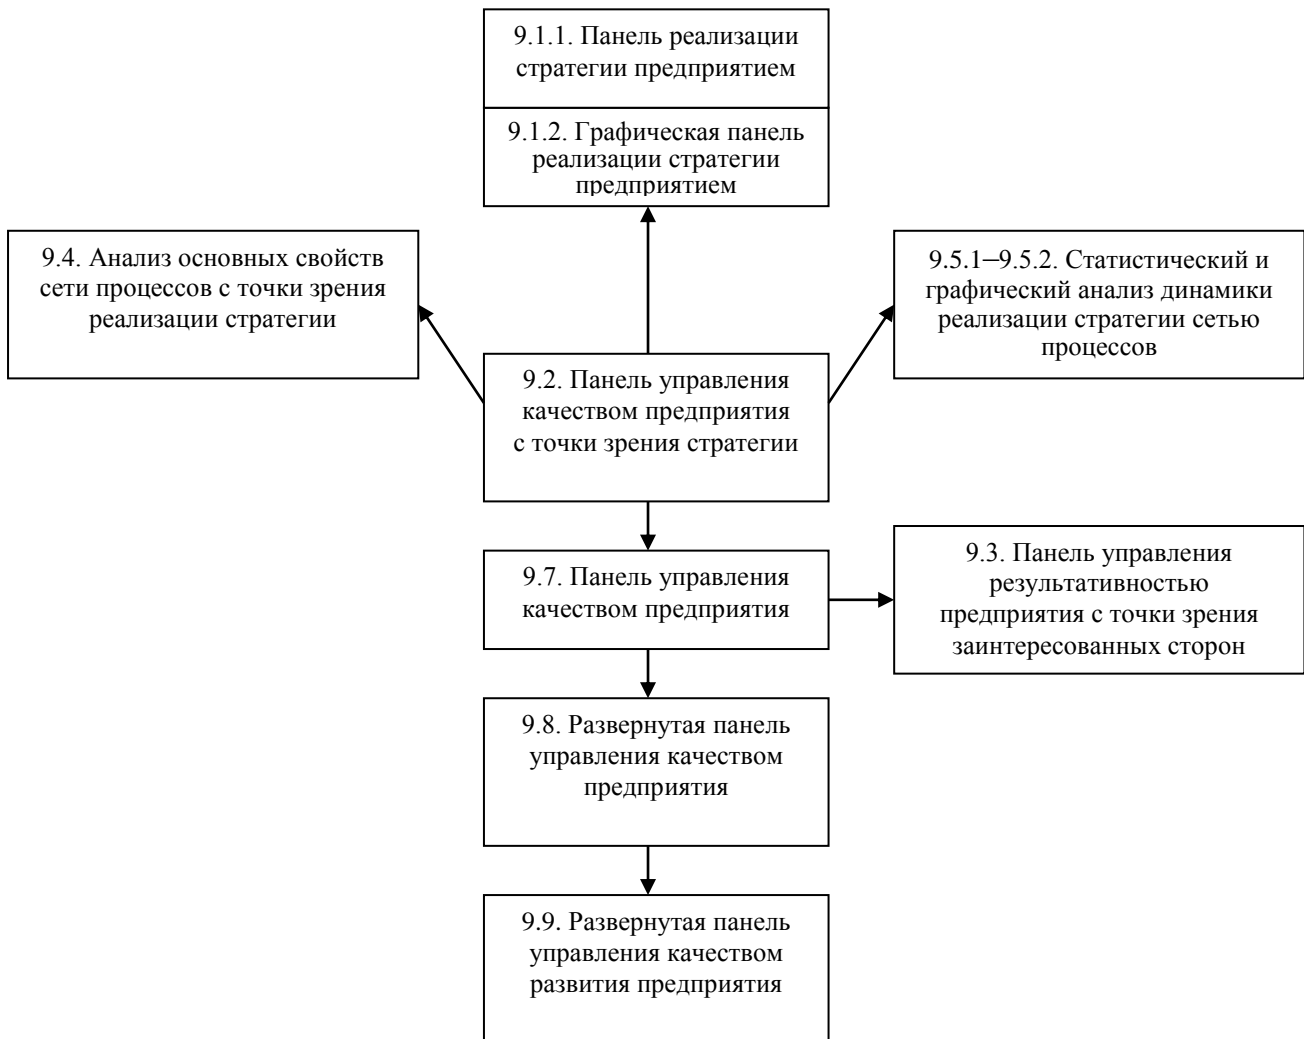 9.1.1. Панель реализации
стратегии предприятием
9.1.2. Графическая панель
реализации стратегии
предприятием
9.4. Анализ основных свойств
сети процессов с точки зрения
реализации стратегии
9.5.1–9.5.2. Статистический и
графический анализ динамики
реализации стратегии сетью
процессов
9.2. Панель управления
качеством предприятия
с точки зрения стратегии
9.7. Панель управления
качеством предприятия
9.3. Панель управления
результативностью
предприятия с точки зрения
заинтересованных сторон
9.8. Развернутая панель
управления качеством
предприятия
9.9. Развернутая панель
управления качеством
развития предприятия